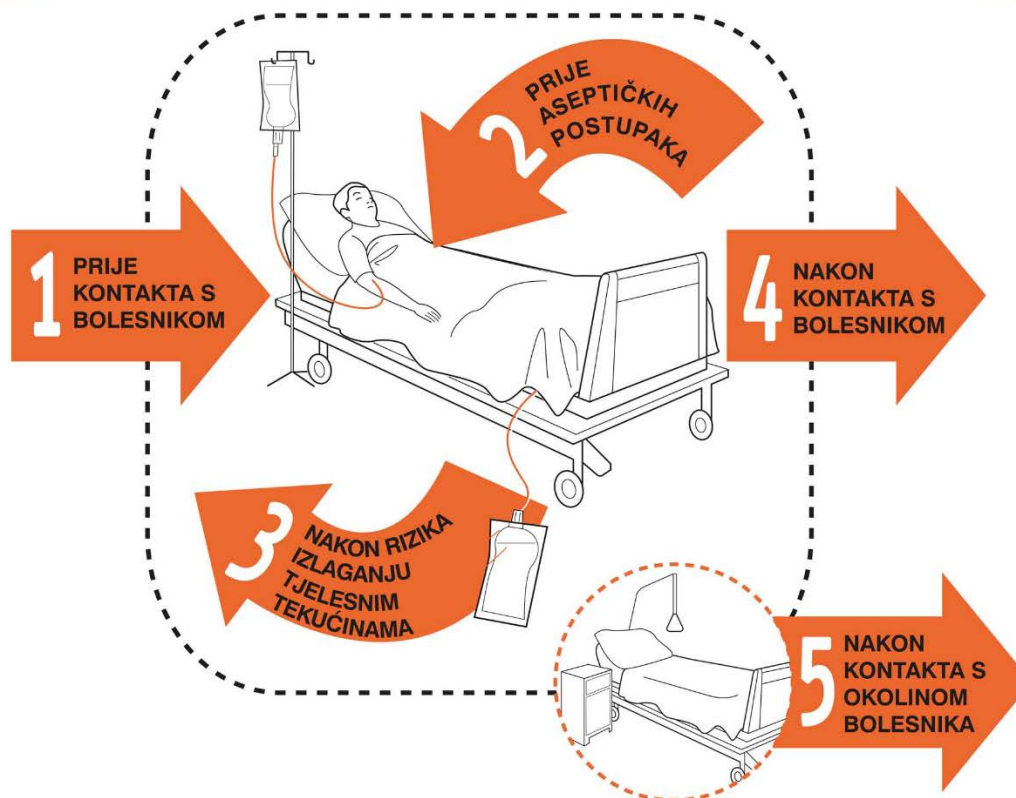 1
PRIJE
KONTAKTA S
BOLESNIKOM
2
PRIJE
ASEPTIČKIH
POSTUPAKA
3
NAKON RIZIKA
IZLAGANJU
TJELESNIM
TEKUĆINAMA
4
NAKON
KONTAKTA S
BOLESNIKOM
5
NAKON
KONTAKTA S
OKOLINOM
BOLESNIKA